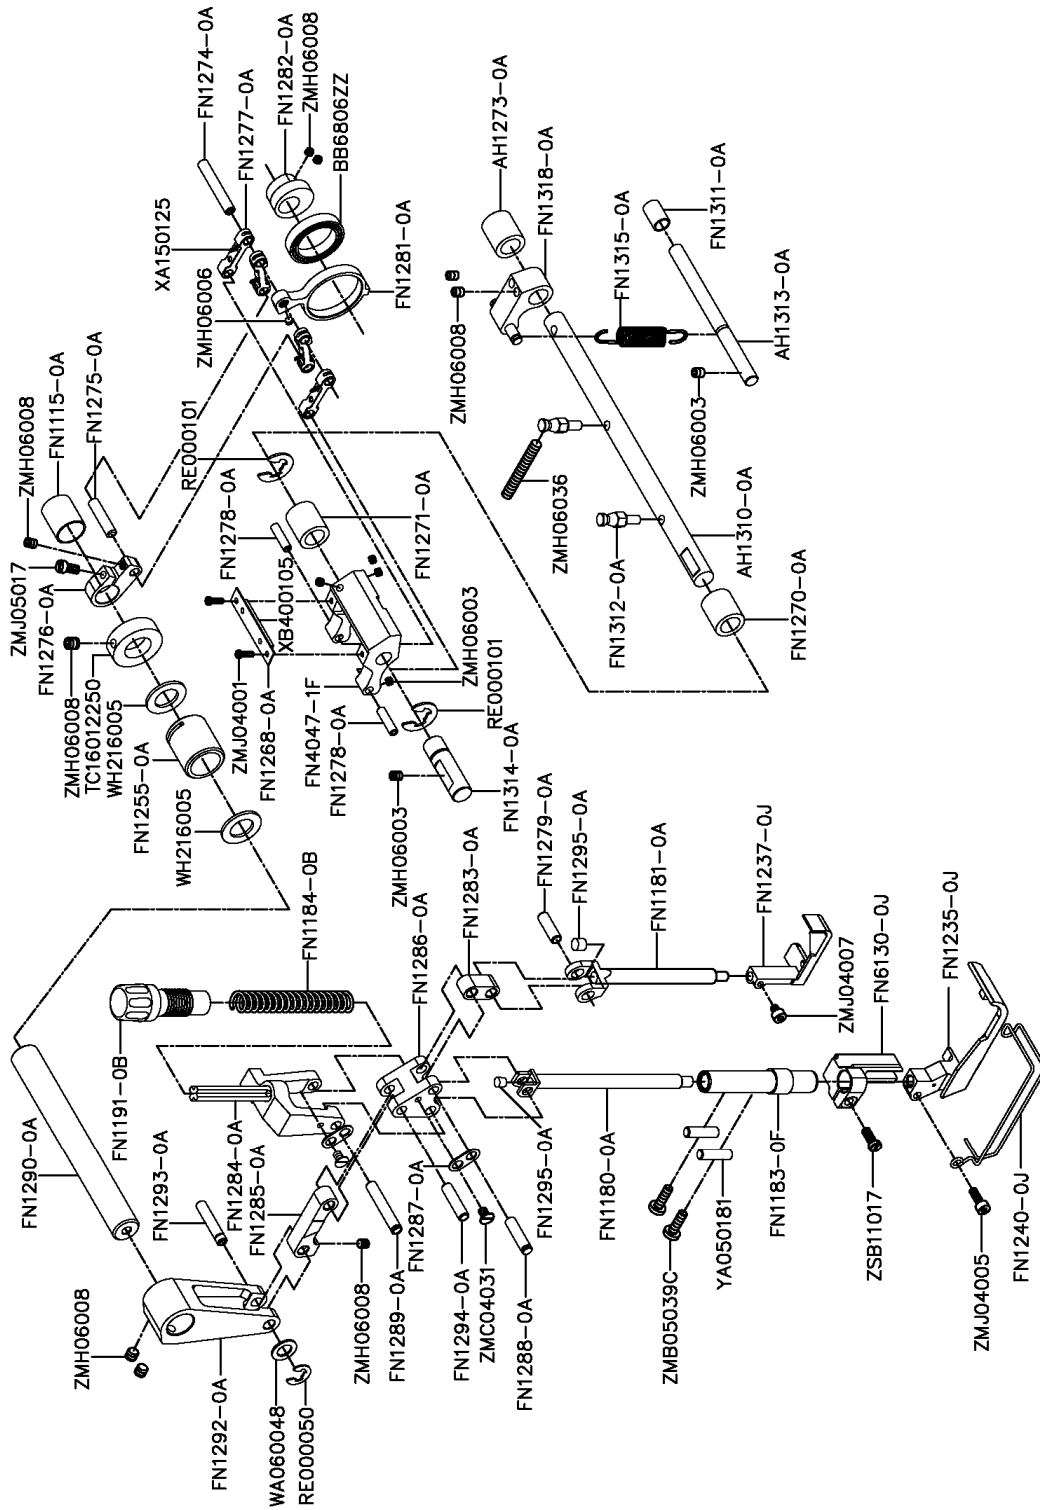 FN1274-0A
FN1277-0A
FN1282-0A
ZMH06008
BB6806ZZ
XA150125
ZMH06006
FN1281-0A
AH1273-0A
FN1318-0A
FN1315-0A
FN1311-0A
AH1313-0A
ZMH06008
ZMH06003
ZMH06008
FN1115-0A
FN1275-0A
RE000101
FN1278-0A
FN1271-0A
ZMH06036
FN1312-0A
AH1310-0A
FN1270-0A
ZMJ05017
FN1276-0A
ZMH06008
TC16012250
WH216005
FN1255-0A
WH216005
ZMJ04001
FN1268-0A
XB400105
FN4047-1F
FN1278-0A
ZMH06003
RE000101
FN1314-0A
ZMH06003
FN1184-0B
FN1286-0A
FN1283-0A
FN1279-0A
FN1295-0A
FN1181-0A
FN1237-0J
ZMJ04007
FN6130-0J
FN1235-0J
FN1191-0B
FN1290-0A
FN1293-0A
FN1284-0A
FN1285-0A
ZMH06008
FN1289-0A
FN1287-0A
FN1294-0A
ZMC04031
FN1288-0A
FN1295-0A
FN1180-0A
ZMB05039C
YA050181
FN1183-0F
ZSB11017
ZMJ04005
FN1240-0J
ZMH06008
FN1292-0A
WA060048
RE000050